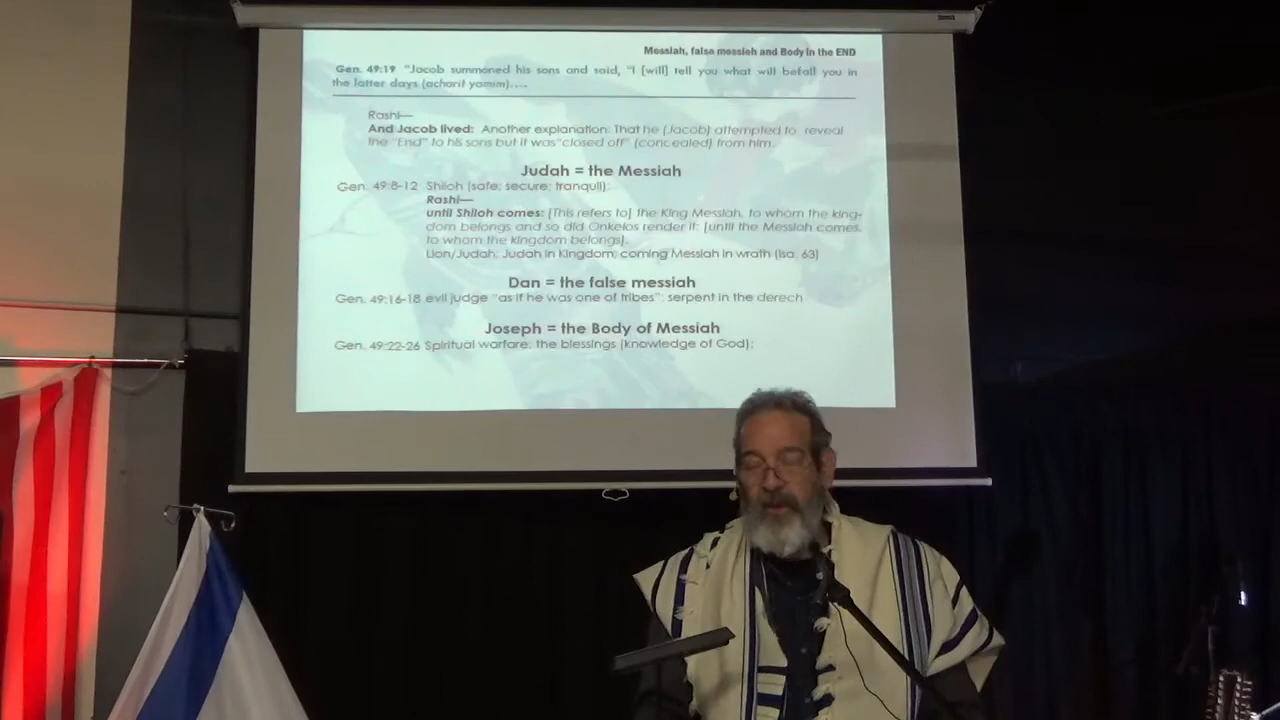 Messiah, false messieh and Body in the END
Gen. 49:19 "Jacob summoned his sons and said, "I [will] tell you what will befall you in
the latter days (acharit yamim)....
Rashi—
And Jacob lived: Another explanation: That he (Jacob) attempted to reveal
the "End" to his sons but it was"closed off" (concealed) from him.
Judah = the Messiah
Gen. 49:8-12 Shiloh (safe; secure; tranquil):
Rashi—
until Shiloh comes: [This refers to] the King Messiah, to whom the king-
dom belongs and so did Onkelos render it: [until the Messiah comes,
to whom the kingdom belongs].
Lion/Judah; Judah in Kingdom; coming Messiah in wrath (Isa. 63)
Dan = the false messiah
Gen. 49:16-18 evil judge "as if he was one of tribes"; serpent in the derech
Joseph = the Body of Messiah
Gen. 49:22-26 Spiritual warfare; the blessings (knowledge of God);